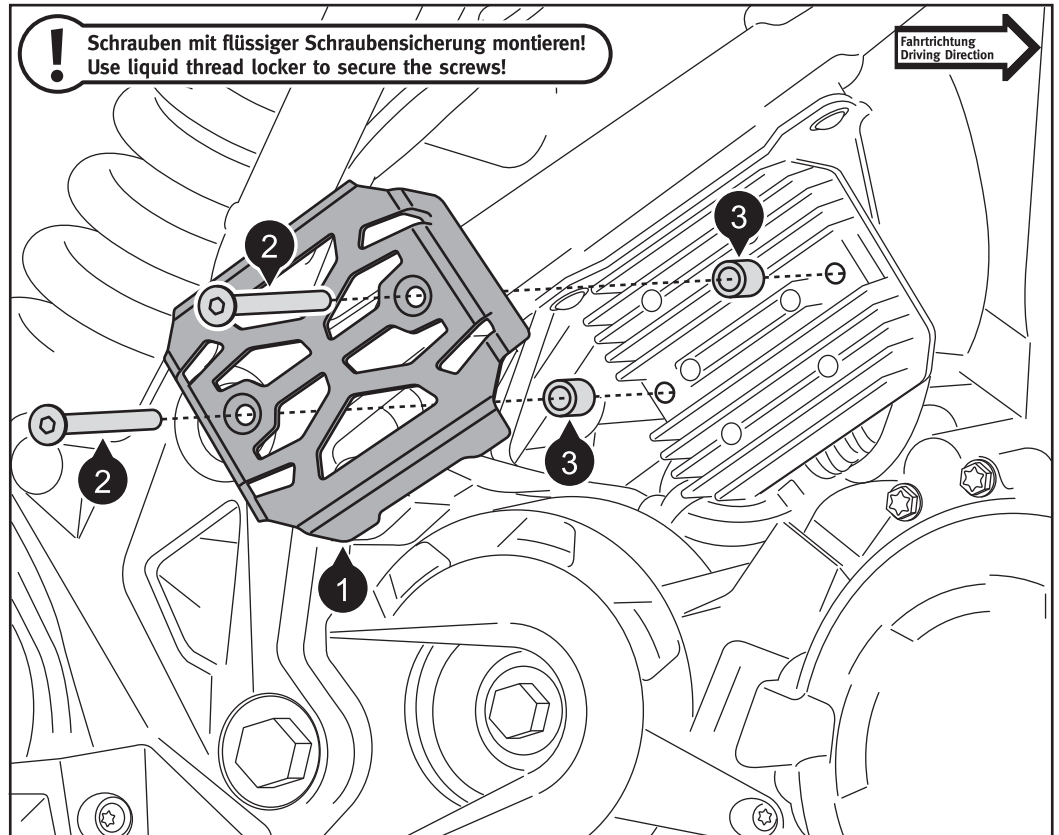 !
Schrauben mit flüssiger Schraubensicherung montieren!
Use liquid thread locker to secure the screws!
Fahrtrichtung
Driving Direction
3
2
3
2
1